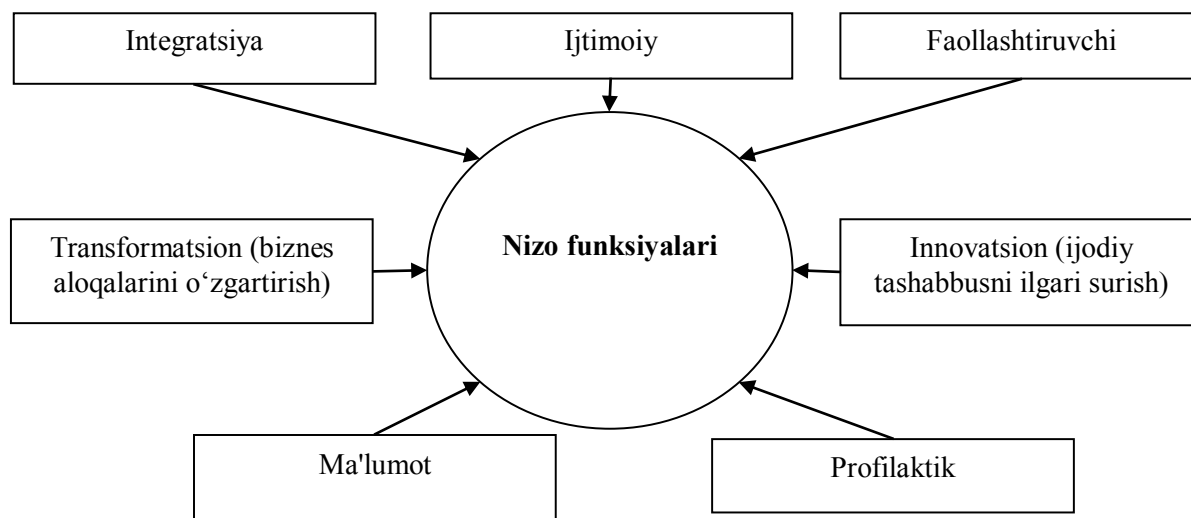 Integratsiya
Ijtimoiy
Faollashtiruvchi
Transformatsion (biznes
aloqalarini o‘zgartirish)
Nizo funksiyalari
Innovatsion (ijodiy
tashabbusni ilgari surish)
Ma'lumot
Profilaktik